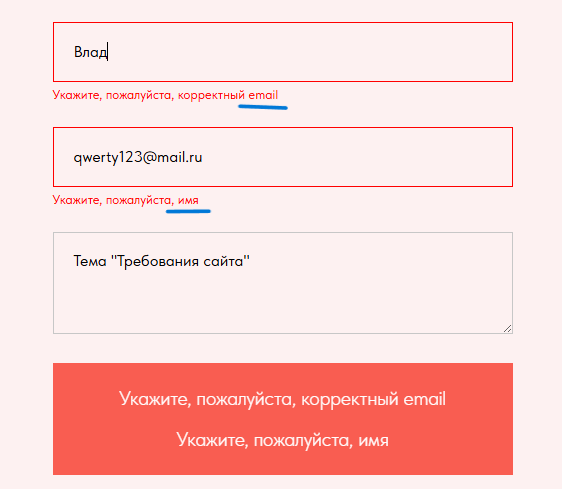 Влад
Укажите, пожалуйста, корректный email
qwerty123@mail.ru
Укажите, пожалуйста, имя
Тема "Требования сайта"
Укажите, пожалуйста, корректный email
Укажите, пожалуйста, имя